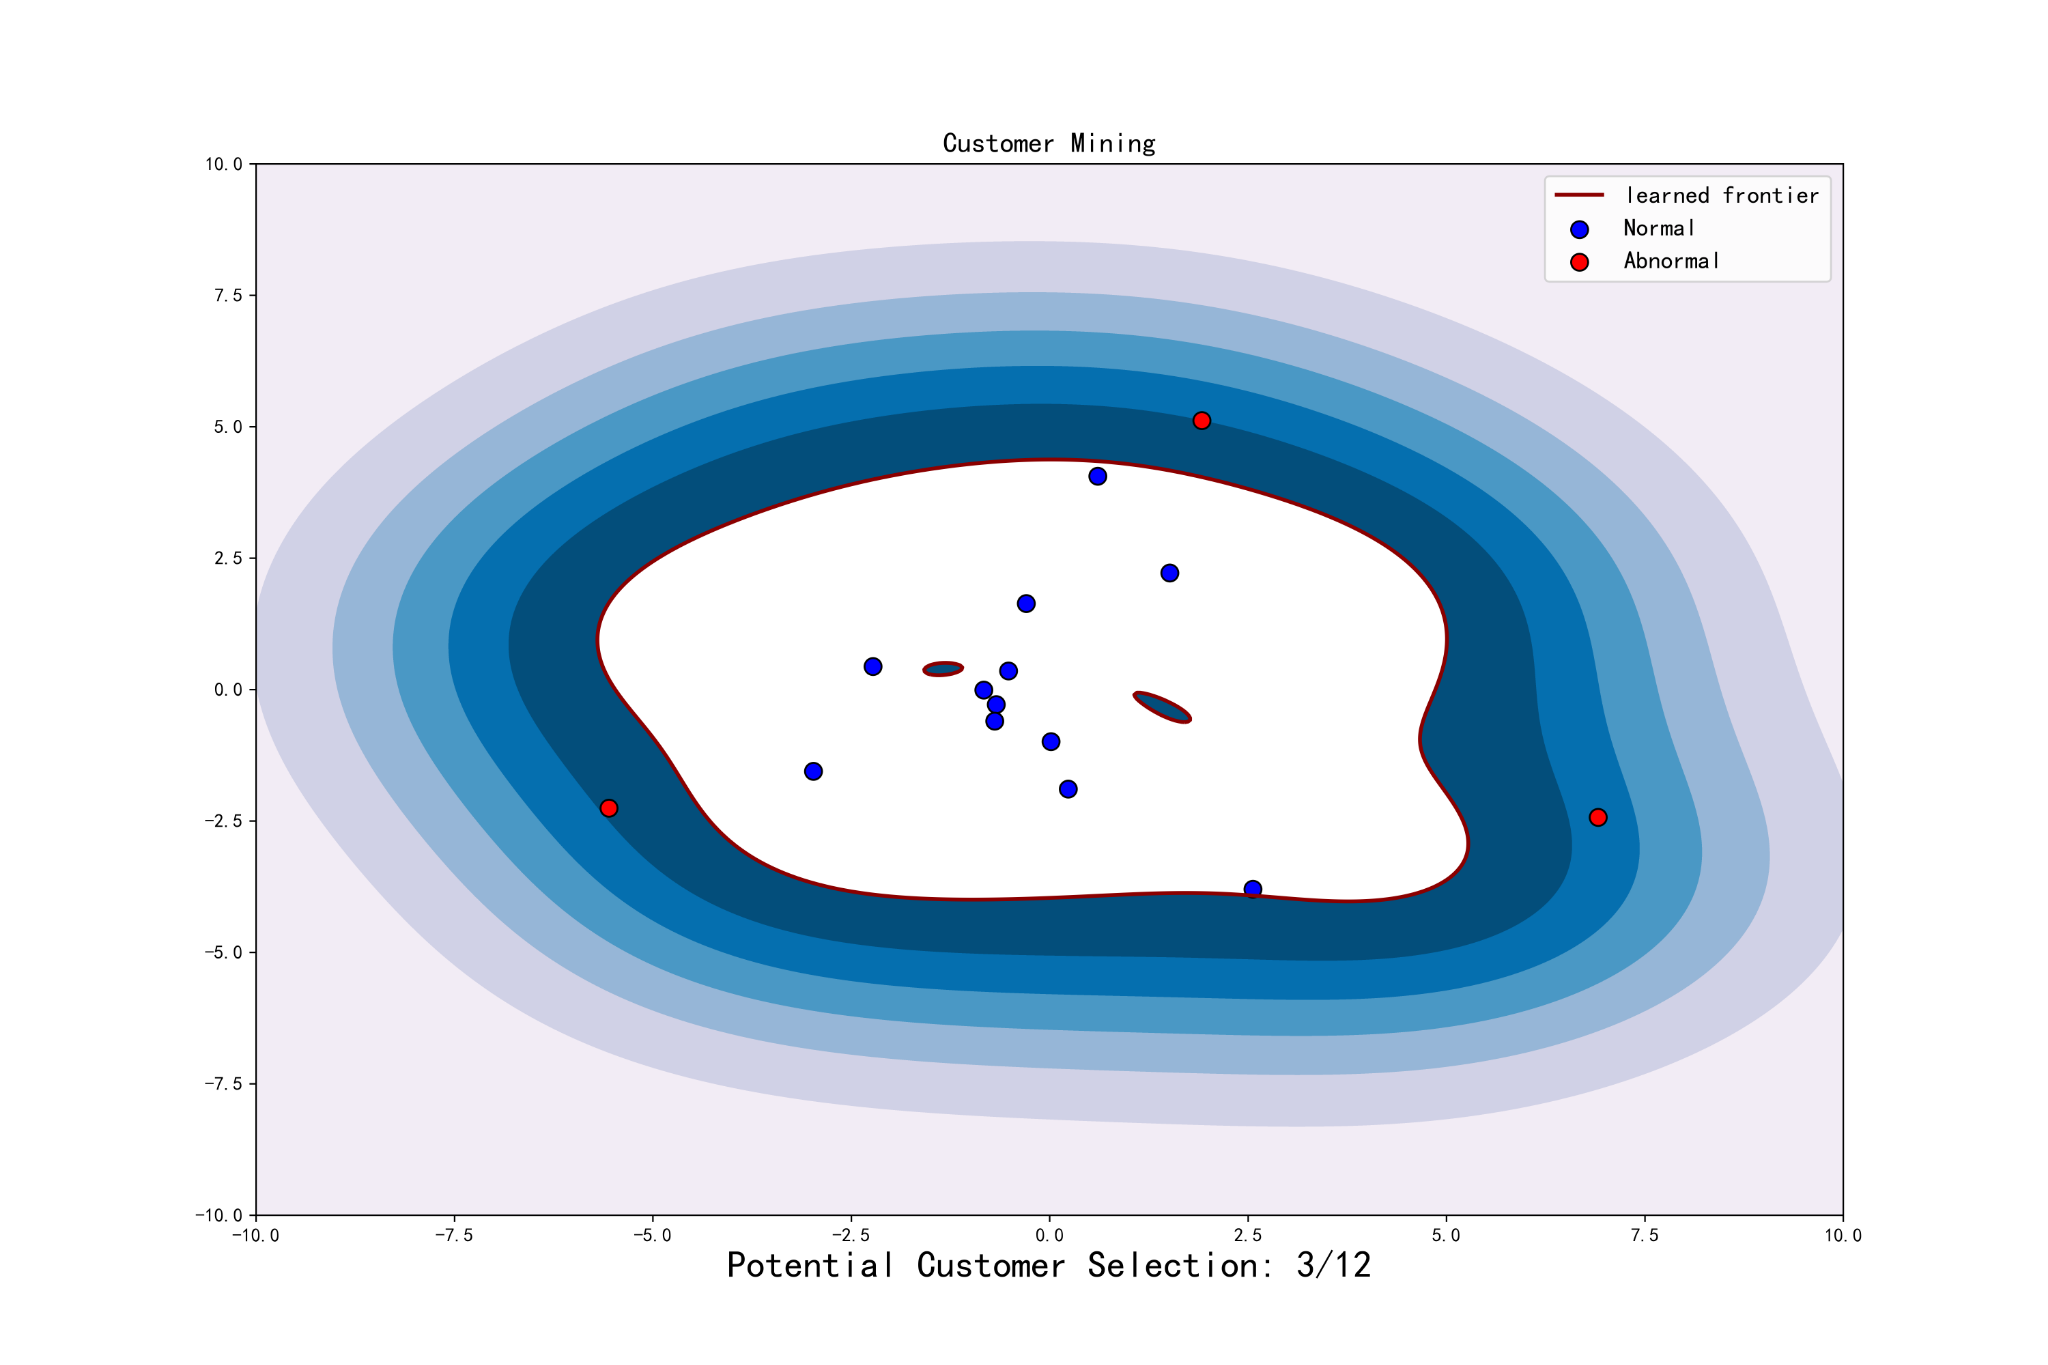 Customer Mining
learned frontier
Normal
Abnormal
10.0
7.5
5.0
2.5
0.0
−2.5
−5.0
−7.5
−10.0
−10.0 −7.5 −5.0 −2.5 0.0 2.5 5.0 7.5 10.0
Potential Customer Selection: 3/12